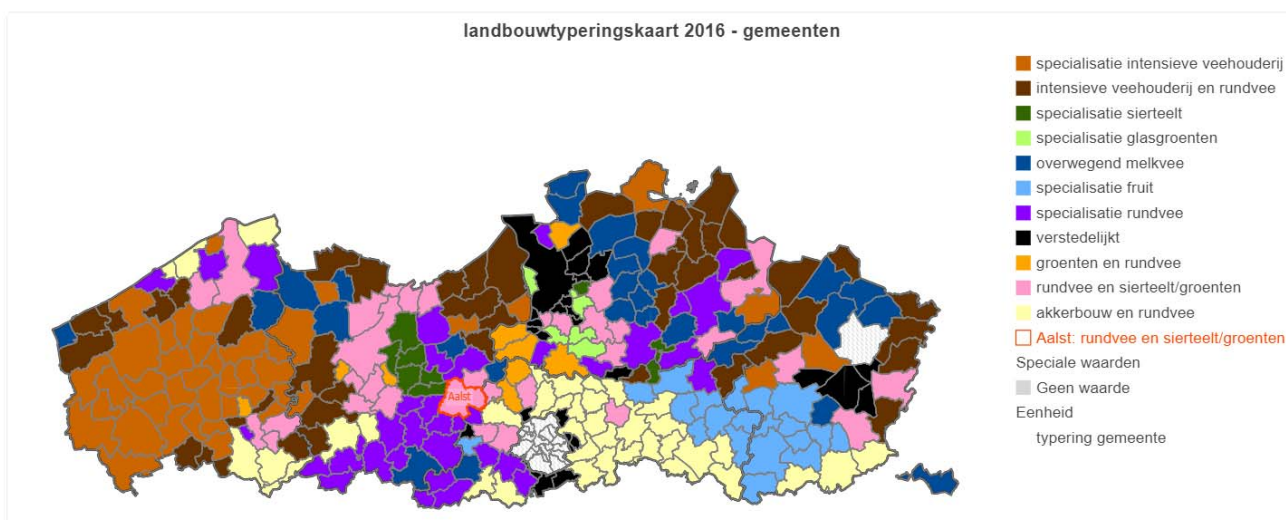 landbouwtyperingskaart 2016 - gemeenten
specialisatie intensieve veehouderij
intensieve veehouderij en rundvee
specialisatie sierteelt
specialisatie glasgroenten
overwegend melkvee
specialisatie fruit
specialisatie rundvee
verstedelijkt
groenten en rundvee
rundvee en sierteelt/groenten
akkerbouw en rundvee
Aalst: rundvee en sierteelt/groenten
Speciale waarden
Geen waarde
Eenheid
typering gemeente
Aalst